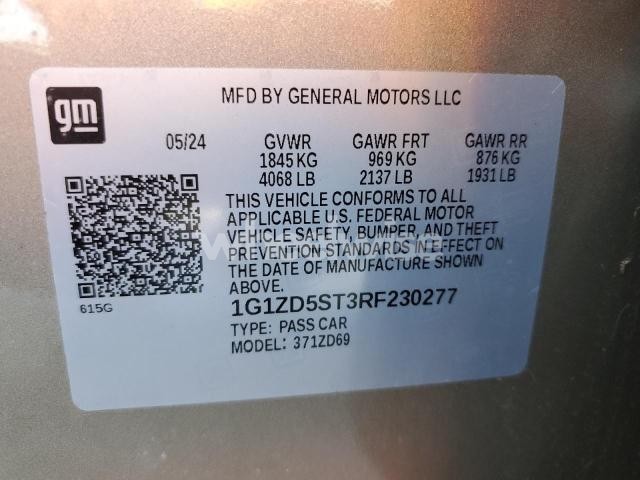 gm
MFD BY GENERAL MOTORS LLC
05/24 GVWR GAWR FRT GAWR RR
1845 KG 969 KG 876 KG
4068 LB 2137 LB 1931 LB
THIS VEHICLE CONFORMS TO ALL
APPLICABLE U.S. FEDERAL MOTOR
VEHICLE SAFETY, BUMPER, AND THEFT
PREVENTION STANDARDS IN EFFECT ON
THE DATE OF MANUFACTURE SHOWN
ABOVE.
615G
1G1ZD5ST3RF230277
TYPE: PASS CAR
MODEL: 371ZD69